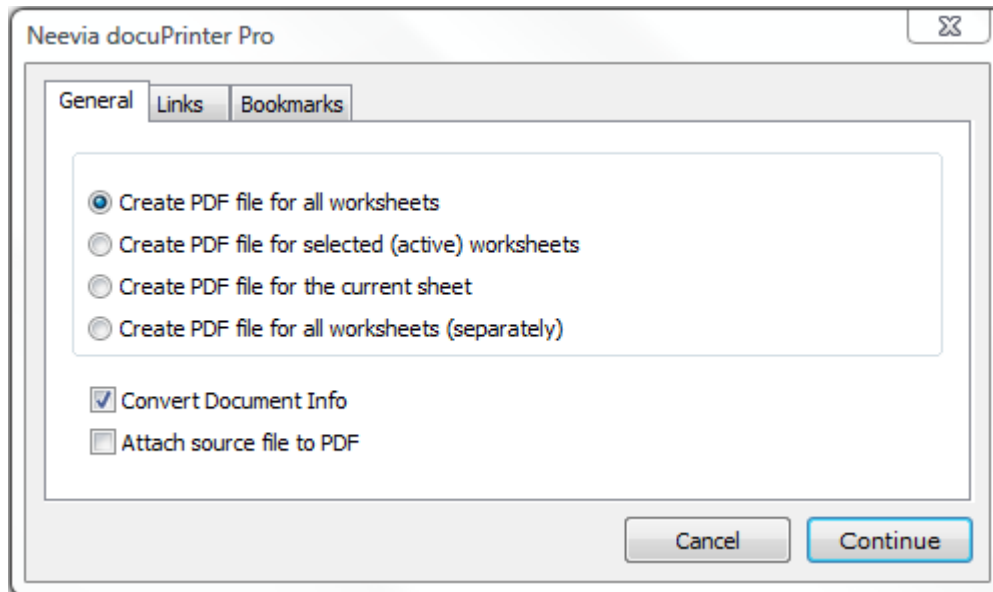 Neevia docuPrinter Pro
General Links Bookmarks
Create PDF file for all worksheets
Create PDF file for selected (active) worksheets
Create PDF file for the current sheet
Create PDF file for all worksheets (separately)
Convert Document Info
Attach source file to PDF
Cancel Continue